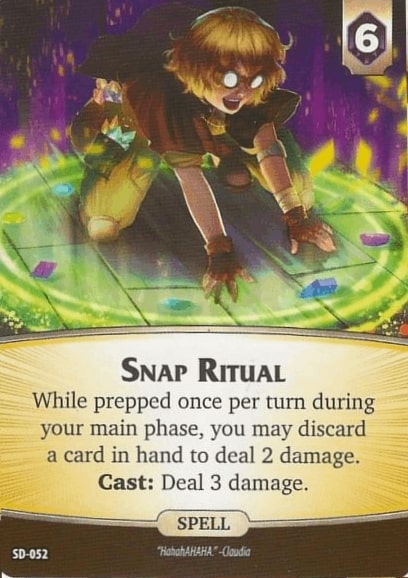 6
SNAP RITUAL
While prepped once per turn during
your main phase, you may discard
a card in hand to deal 2 damage.
Cast: Deal 3 damage.
SPELL
SD-052
"HahahAHAHA." -Claudia